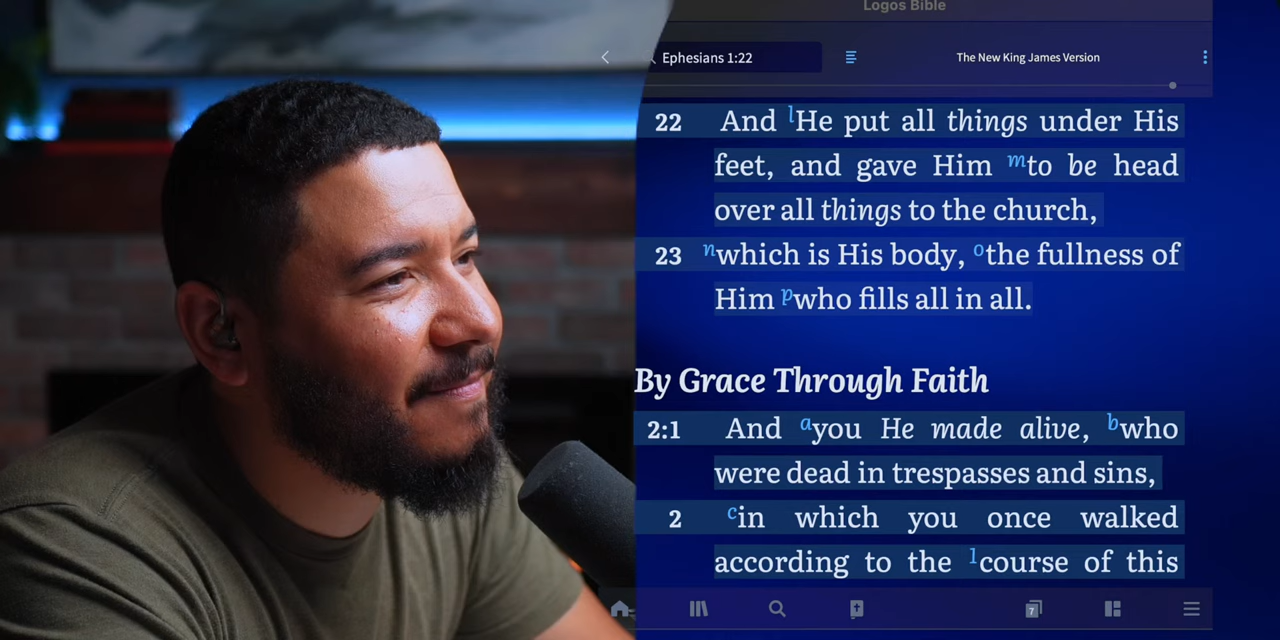 Logos Bible
Ephesians 1:22
The New King James Version
22 And lHe put all things under His
feet, and gave Him mto be head
over all things to the church,
23 nwhich is His body, othe fullness of
Him pwho fills all in all.
By Grace Through Faith
2:1 And ayou He made alive, bwho
were dead in trespasses and sins,
2 cin which you once walked
according to the 1course of this
7